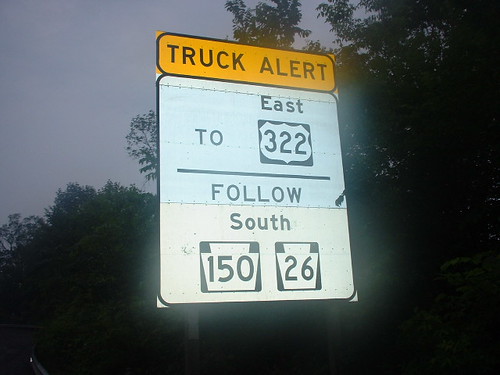 TRUCK ALERT
East
TO 322
FOLLOW
South
150 26